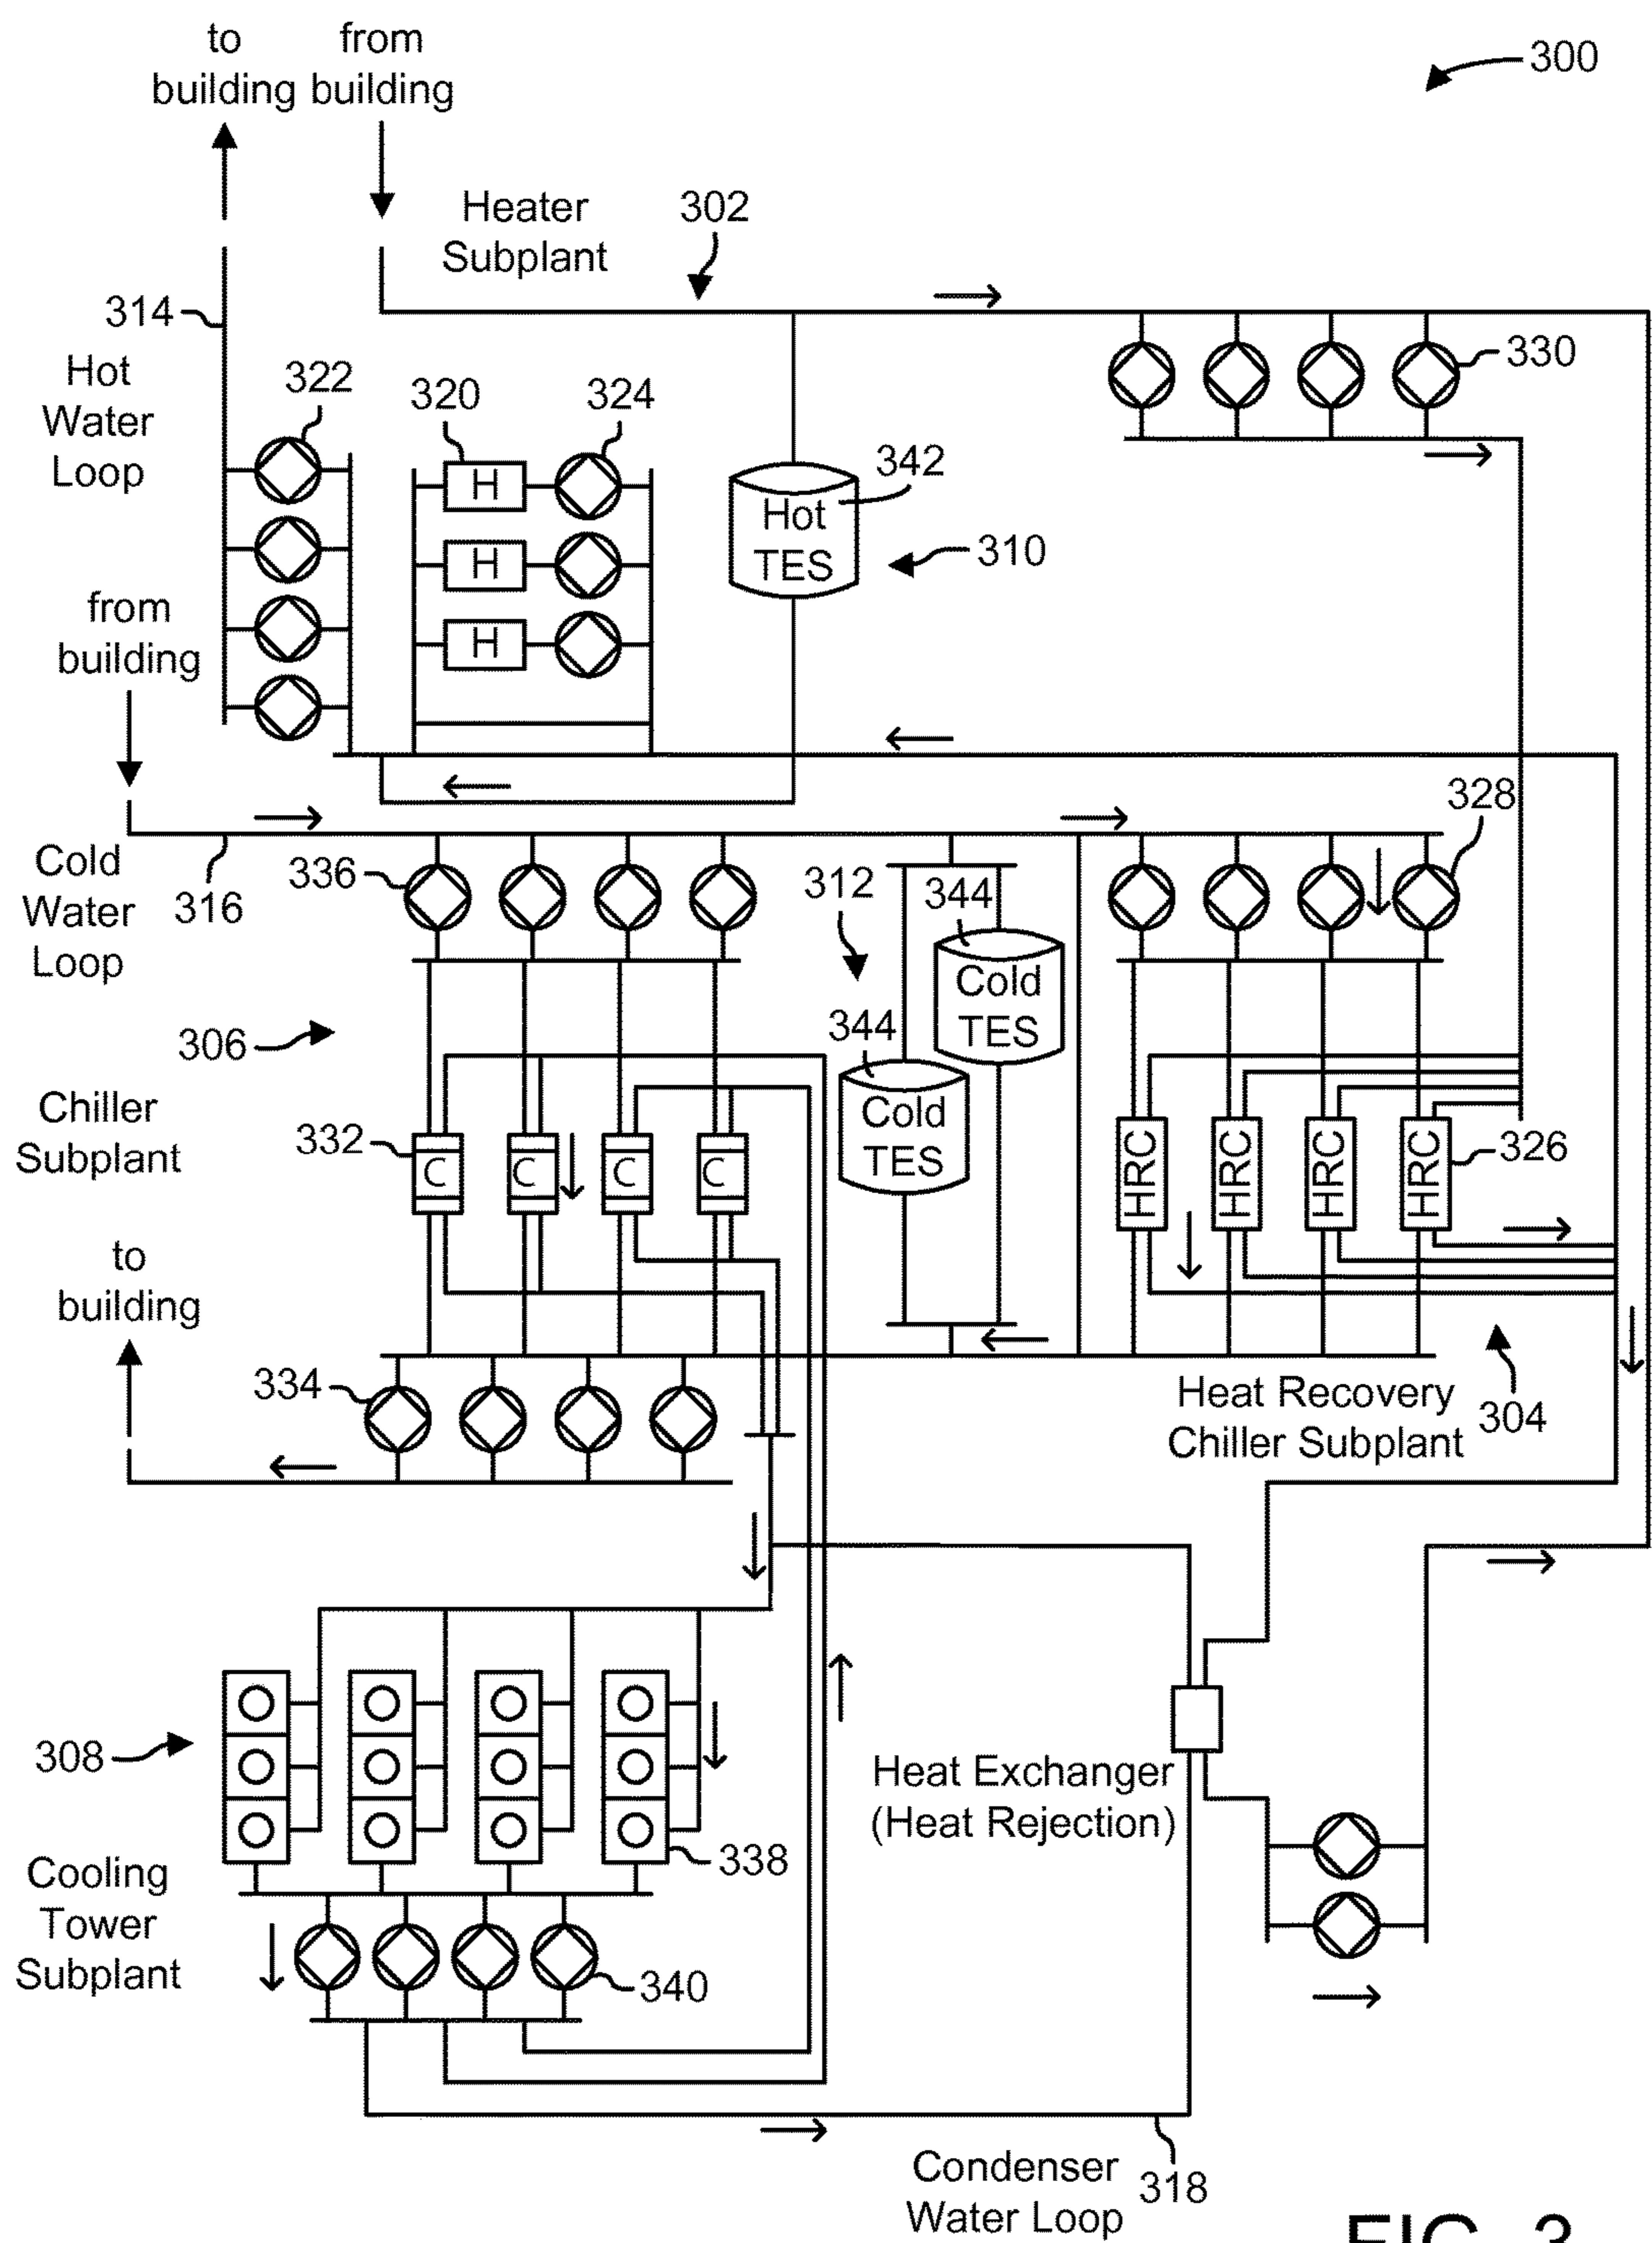 to from
building building
300
Heater
Subplant
302
314
Hot
Water
Loop
322
320
324
330
342
H
Hot
TES
310
H
H
from
building
328
Cold
Water
Loop
316
336
312
344
Cold
TES
306
344
Cold
TES
Chiller
Subplant
332
C
C
C
C
HRC
HRC
HRC
HRC
326
to
building
334
Heat Recovery
Chiller Subplant
304
308
Heat Exchanger
(Heat Rejection)
338
Cooling
Tower
Subplant
340
Condenser
Water Loop
318
FIG. 3